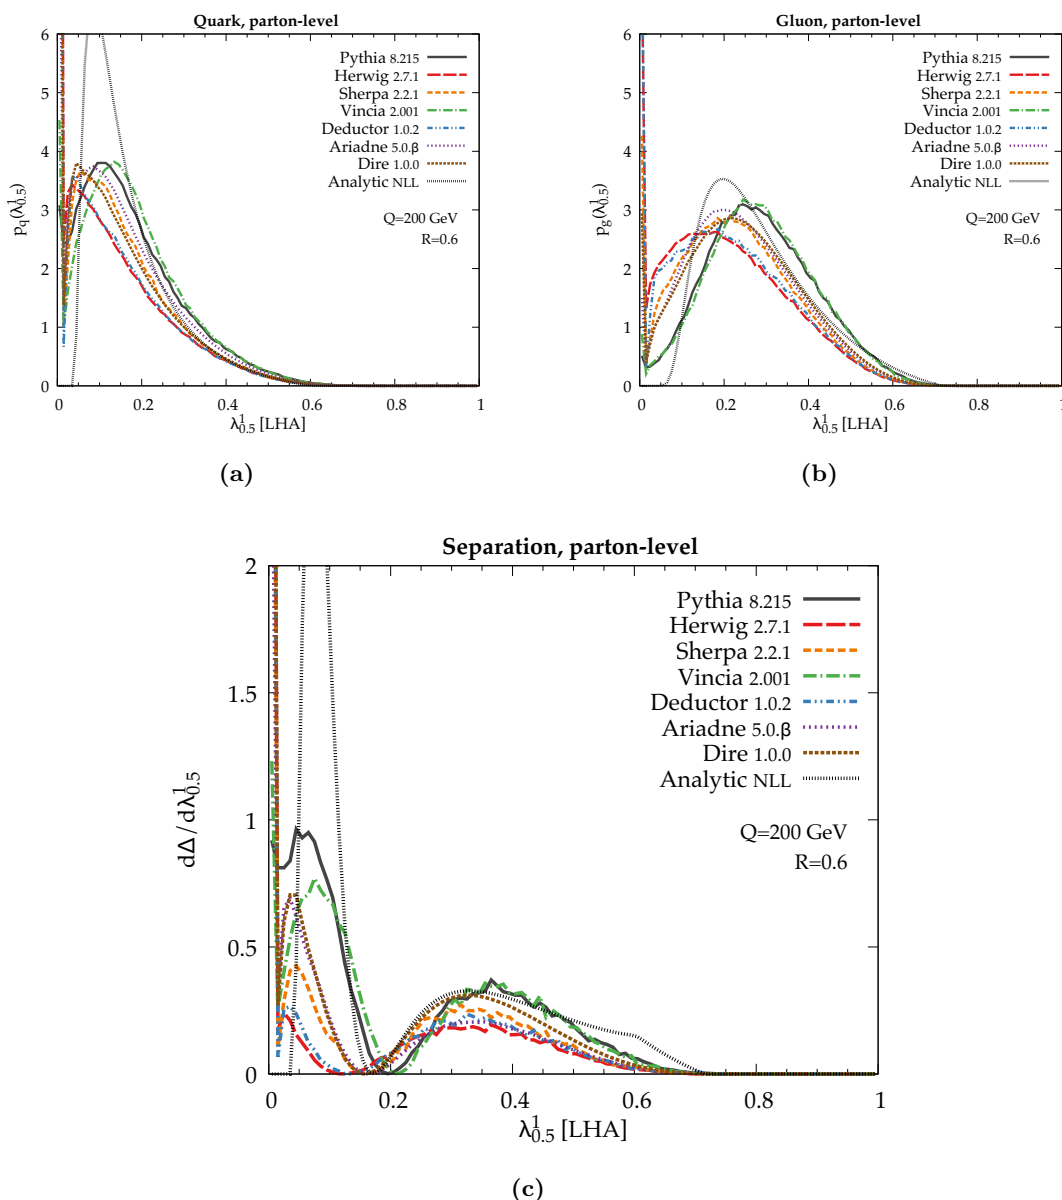 Quark, parton-level
6
5
4
3
2
1
0
p_q(λ^1_0.5)
Pythia 8.215
Herwig 2.7.1
Sherpa 2.2.1
Vincia 2.001
Deductor 1.0.2
Ariadne 5.0.β
Dire 1.0.0
Analytic NLL
Q=200 GeV
R=0.6
0 0.2 0.4 0.6 0.8 1
λ^1_0.5 [LHA]
(a)
Gluon, parton-level
6
5
4
3
2
1
0
p_g(λ^1_0.5)
Pythia 8.215
Herwig 2.7.1
Sherpa 2.2.1
Vincia 2.001
Deductor 1.0.2
Ariadne 5.0.β
Dire 1.0.0
Analytic NLL
Q=200 GeV
R=0.6
0 0.2 0.4 0.6 0.8 1
λ^1_0.5 [LHA]
(b)
Separation, parton-level
2
1.5
1
0.5
0
dΔ/dλ^1_0.5
Pythia 8.215
Herwig 2.7.1
Sherpa 2.2.1
Vincia 2.001
Deductor 1.0.2
Ariadne 5.0.β
Dire 1.0.0
Analytic NLL
Q=200 GeV
R=0.6
0 0.2 0.4 0.6 0.8 1
λ^1_0.5 [LHA]
(c)